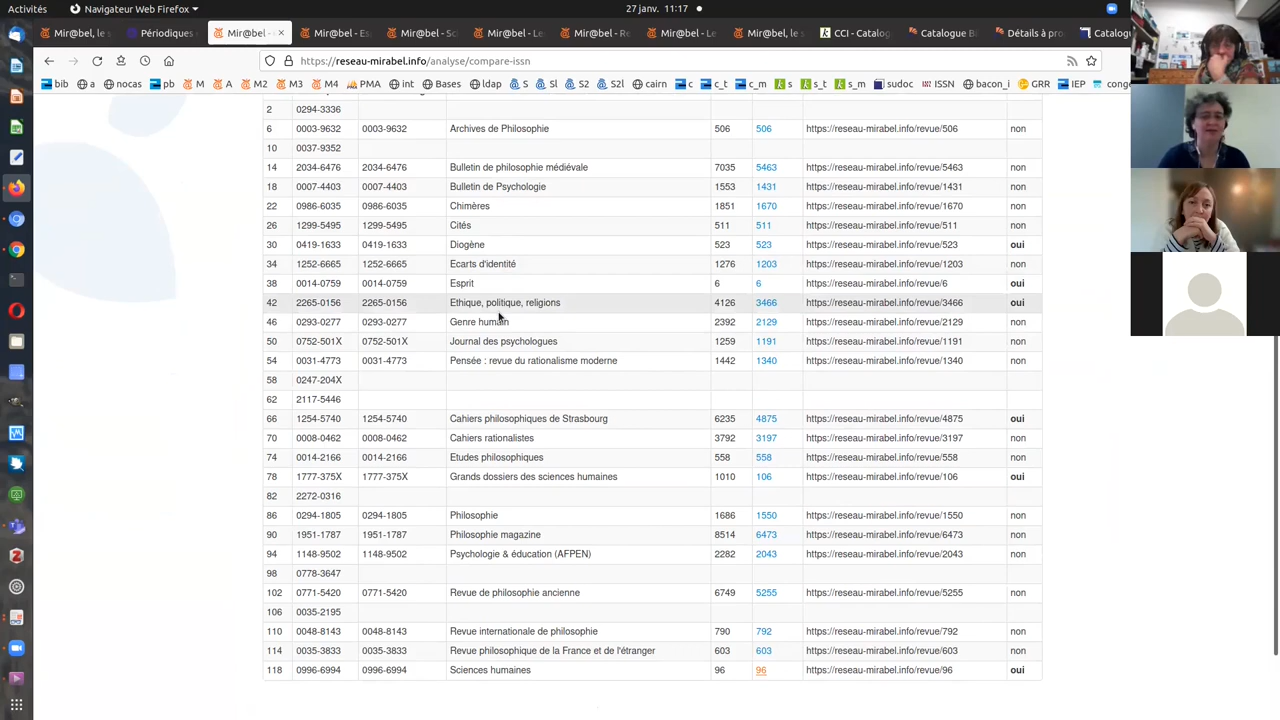 Activités Navigateur Web Firefox 27 janv. 11:17
Mir@bel, le s Périodiques Mir@bel - C Mir@bel - Es Mir@bel - Sc Mir@bel - Le Mir@bel - Re Mir@bel - Le Mir@bel, le s CCI - Catalog Catalogue Bi Détails à pro Catalogu
https://reseau-mirabel.info/analyse/compare-issn
bib a nocas M A M2 M3 M4 PMA int Bases ldap S Sl S2 S2l cairn c c_t c_m s s_t s_m sudoc ISSN bacon_i GRR IEP congé
2 0294-3336
6 0003-9632 0003-9632 Archives de Philosophie 506 506 https://reseau-mirabel.info/revue/506 non
10 0037-9352
14 2034-6476 2034-6476 Bulletin de philosophie médiévale 7035 5463 https://reseau-mirabel.info/revue/5463 non
18 0007-4403 0007-4403 Bulletin de Psychologie 1553 1431 https://reseau-mirabel.info/revue/1431 non
22 0986-6035 0986-6035 Chimères 1851 1670 https://reseau-mirabel.info/revue/1670 non
26 1299-5495 1299-5495 Cités 511 511 https://reseau-mirabel.info/revue/511 non
30 0419-1633 0419-1633 Diogène 523 523 https://reseau-mirabel.info/revue/523 oui
34 1252-6665 1252-6665 Ecarts d'identité 1276 1203 https://reseau-mirabel.info/revue/1203 non
38 0014-0759 0014-0759 Esprit 6 6 https://reseau-mirabel.info/revue/6 oui
42 2265-0156 2265-0156 Ethique, politique, religions 4126 3466 https://reseau-mirabel.info/revue/3466 oui
46 0293-0277 0293-0277 Genre humain 2392 2129 https://reseau-mirabel.info/revue/2129 non
50 0752-501X 0752-501X Journal des psychologues 1259 1191 https://reseau-mirabel.info/revue/1191 non
54 0031-4773 0031-4773 Pensée : revue du rationalisme moderne 1442 1340 https://reseau-mirabel.info/revue/1340 non
58 0247-204X
62 2117-5446
66 1254-5740 1254-5740 Cahiers philosophiques de Strasbourg 6235 4875 https://reseau-mirabel.info/revue/4875 oui
70 0008-0462 0008-0462 Cahiers rationalistes 3792 3197 https://reseau-mirabel.info/revue/3197 non
74 0014-2166 0014-2166 Etudes philosophiques 558 558 https://reseau-mirabel.info/revue/558 non
78 1777-375X 1777-375X Grands dossiers des sciences humaines 1010 106 https://reseau-mirabel.info/revue/106 oui
82 2272-0316
86 0294-1805 0294-1805 Philosophie 1686 1550 https://reseau-mirabel.info/revue/1550 non
90 1951-1787 1951-1787 Philosophie magazine 8514 6473 https://reseau-mirabel.info/revue/6473 non
94 1148-9502 1148-9502 Psychologie & éducation (AFPEN) 2282 2043 https://reseau-mirabel.info/revue/2043 non
98 0778-3647
102 0771-5420 0771-5420 Revue de philosophie ancienne 6749 5255 https://reseau-mirabel.info/revue/5255 non
106 0035-2195
110 0048-8143 0048-8143 Revue internationale de philosophie 790 792 https://reseau-mirabel.info/revue/792 non
114 0035-3833 0035-3833 Revue philosophique de la France et de l'étranger 603 603 https://reseau-mirabel.info/revue/603 non
118 0996-6994 0996-6994 Sciences humaines 96 96 https://reseau-mirabel.info/revue/96 oui